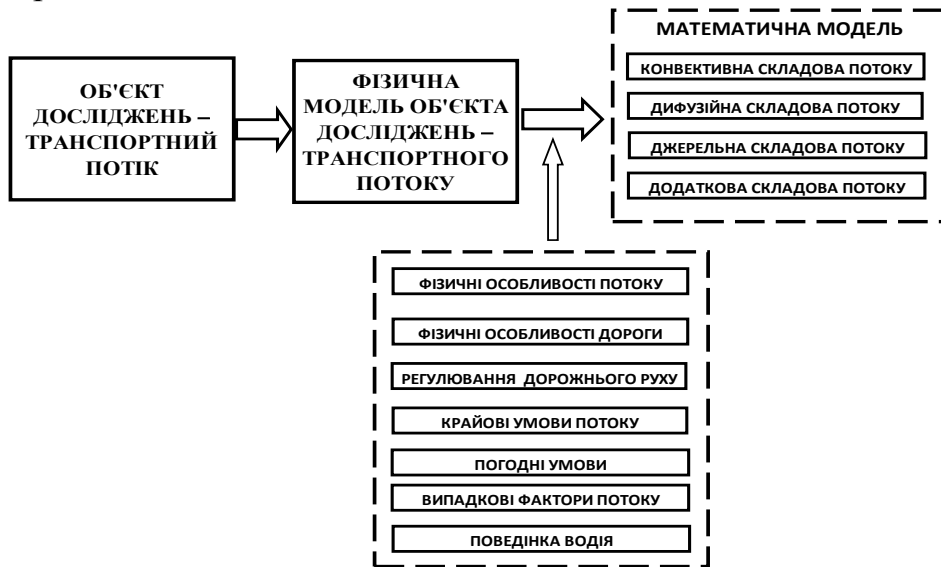 ОБ'ЄКТ
ДОСЛІДЖЕНЬ –
ТРАНСПОРТНИЙ
ПОТІК
ФІЗИЧНА
МОДЕЛЬ ОБ'ЄКТА
ДОСЛІДЖЕНЬ –
ТРАНСПОРТНОГО
ПОТОКУ
МАТЕМАТИЧНА МОДЕЛЬ
КОНВЕКТИВНА СКЛАДОВА ПОТОКУ
ДИФУЗІЙНА СКЛАДОВА ПОТОКУ
ДЖЕРЕЛЬНА СКЛАДОВА ПОТОКУ
ДОДАТКОВА СКЛАДОВА ПОТОКУ
ФІЗИЧНІ ОСОБЛИВОСТІ ПОТОКУ
ФІЗИЧНІ ОСОБЛИВОСТІ ДОРОГИ
РЕГУЛЮВАННЯ ДОРОЖНЬОГО РУХУ
КРАЙОВІ УМОВИ ПОТОКУ
ПОГОДНІ УМОВИ
ВИПАДКОВІ ФАКТОРИ ПОТОКУ
ПОВЕДІНКА ВОДІЯ